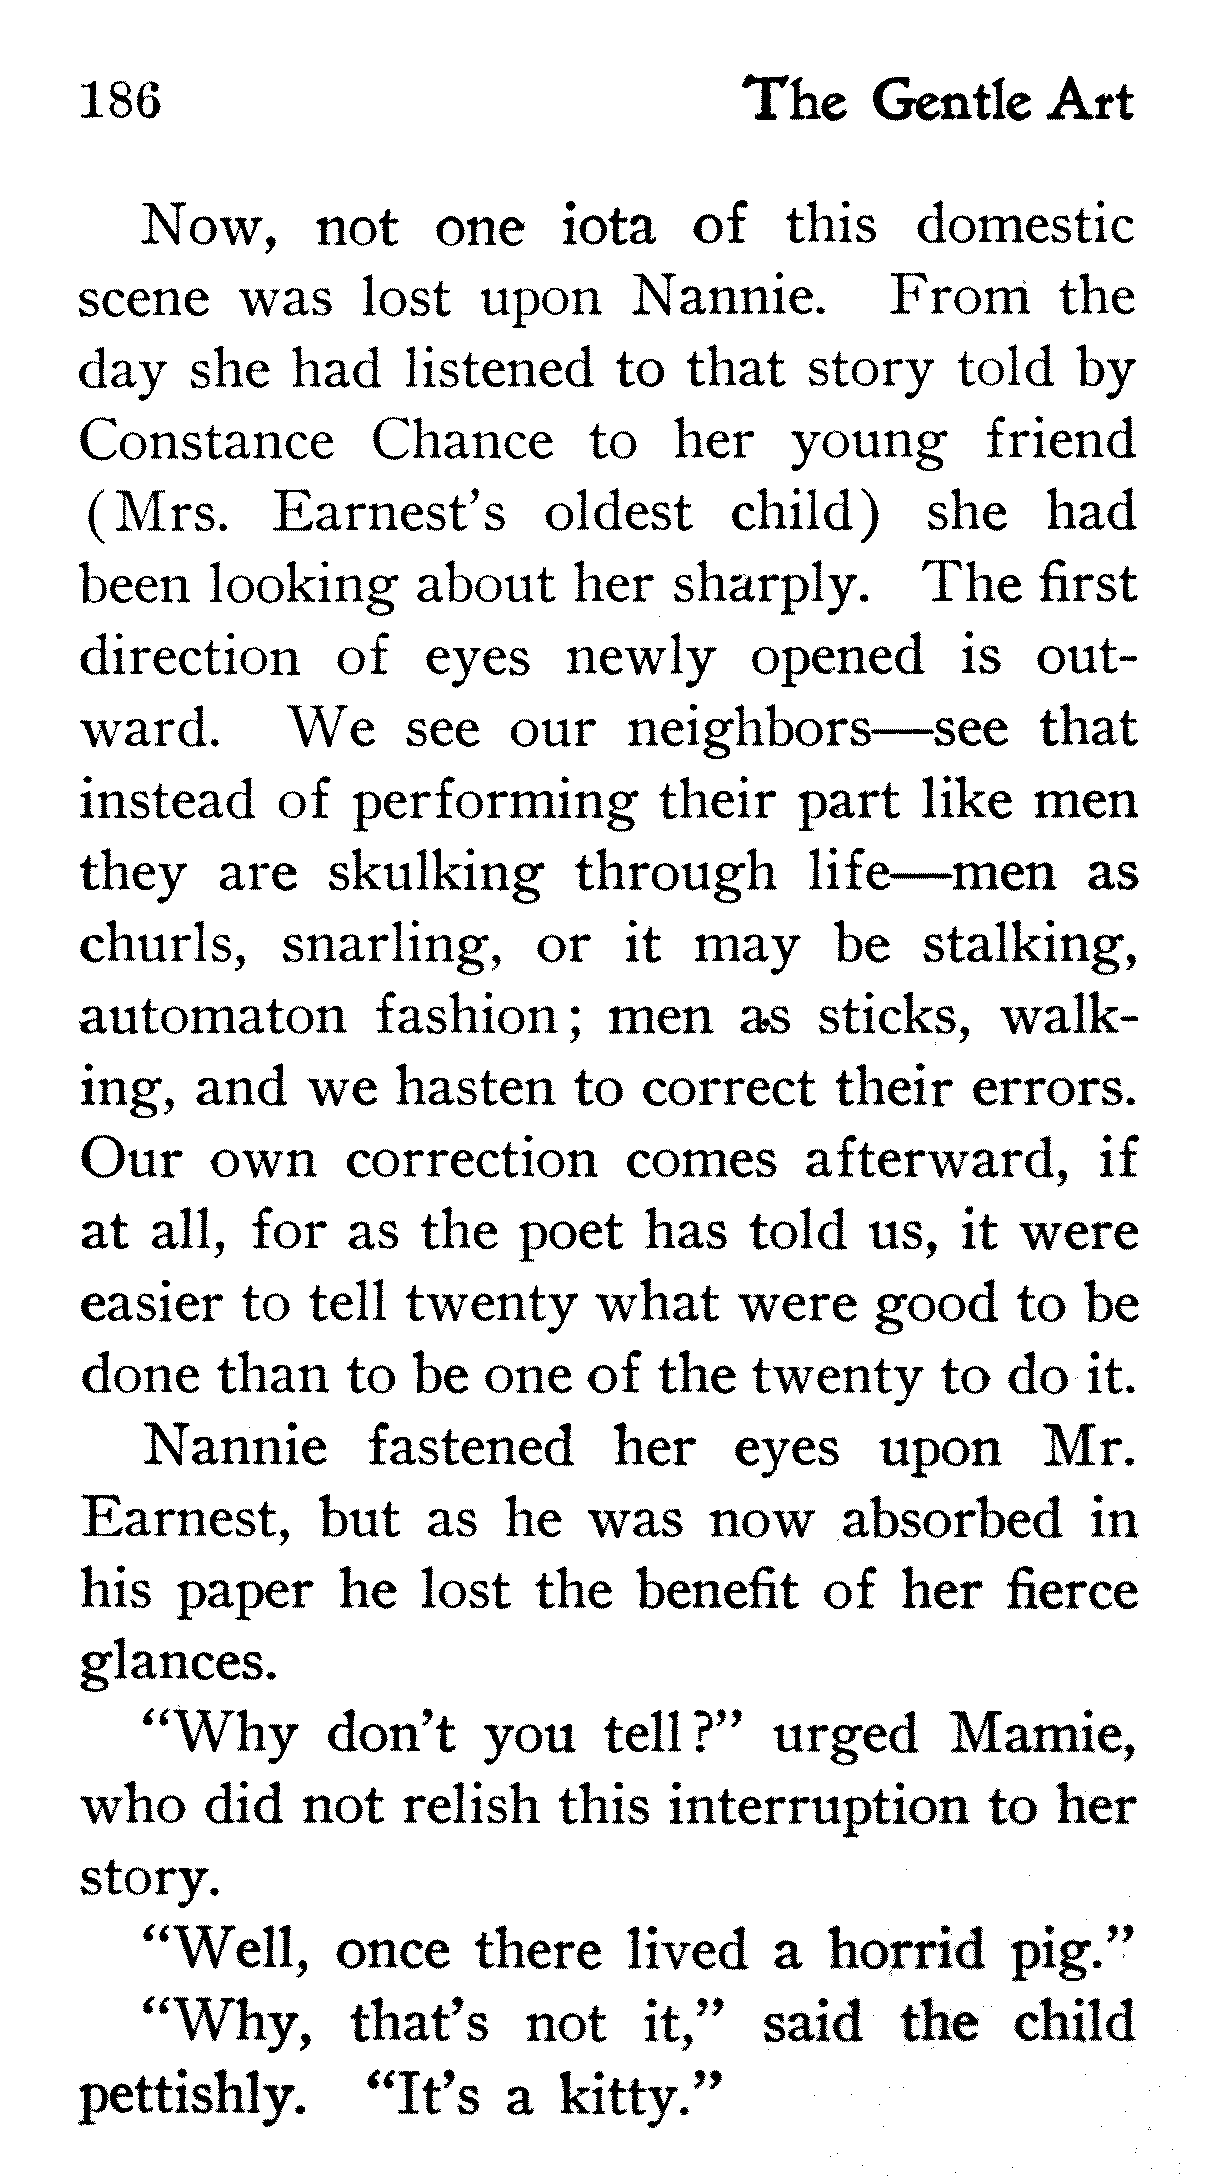 186 The Gentle Art
Now, not one iota of this domestic
scene was lost upon Nannie. From the
day she had listened to that story told by
Constance Chance to her young friend
(Mrs. Earnest's oldest child) she had
been looking about her sharply. The first
direction of eyes newly opened is out-
ward. We see our neighbors—see that
instead of performing their part like men
they are skulking through life—men as
churls, snarling, or it may be stalking,
automaton fashion; men as sticks, walk-
ing, and we hasten to correct their errors.
Our own correction comes afterward, if
at all, for as the poet has told us, it were
easier to tell twenty what were good to be
done than to be one of the twenty to do it.
Nannie fastened her eyes upon Mr.
Earnest, but as he was now absorbed in
his paper he lost the benefit of her fierce
glances.
“Why don't you tell?” urged Mamie,
who did not relish this interruption to her
story.
“Well, once there lived a horrid pig.”
“Why, that's not it,” said the child
pettishly. “It's a kitty.”